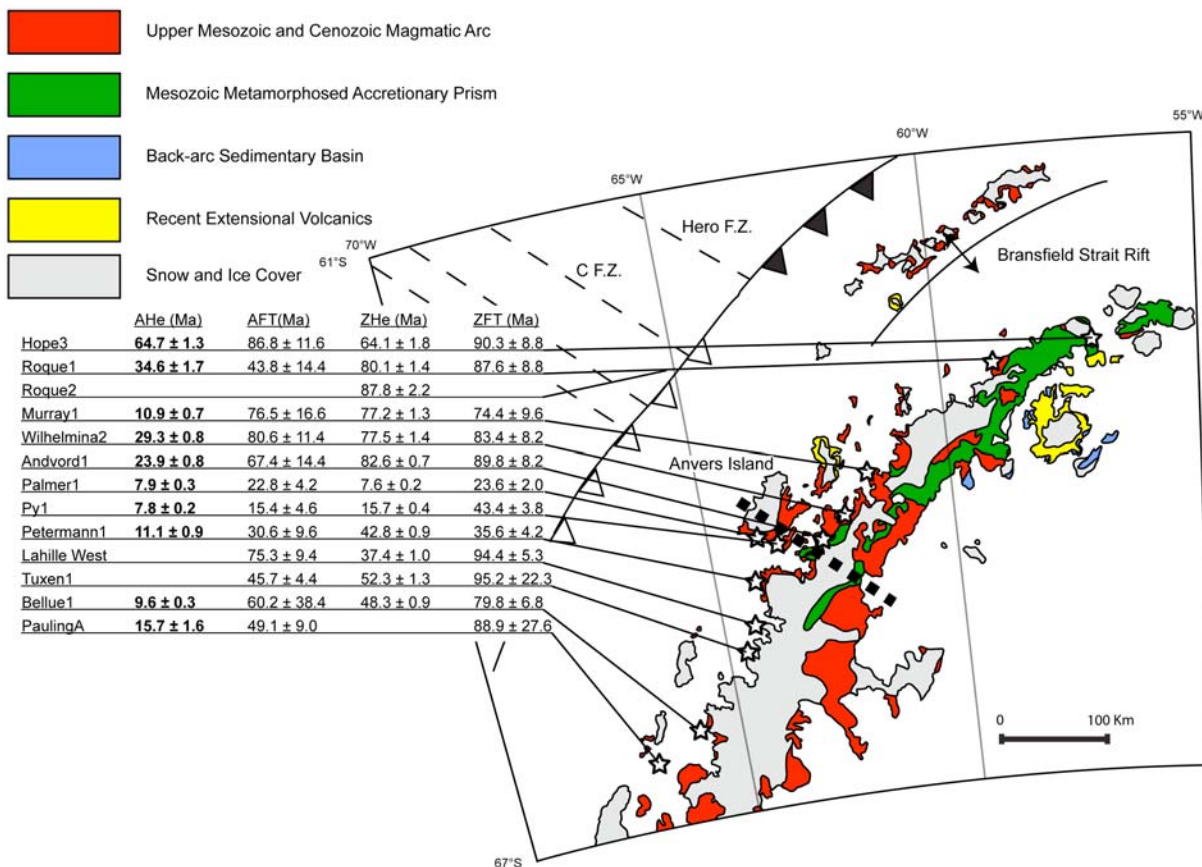 Upper Mesozoic and Cenozoic Magmatic Arc
Mesozoic Metamorphosed Accretionary Prism
Back-arc Sedimentary Basin
Recent Extensional Volcanics
Snow and Ice Cover
55°W
60°W
65°W
70°W
61°S
Hero F.Z.
C F.Z.
Bransfield Strait Rift
Anvers Island
AHe (Ma) AFT(Ma) ZHe (Ma) ZFT (Ma)
Hope3 64.7 ± 1.3 86.8 ± 11.6 64.1 ± 1.8 90.3 ± 8.8
Roque1 34.6 ± 1.7 43.8 ± 14.4 80.1 ± 1.4 87.6 ± 8.8
Roque2 87.8 ± 2.2
Murray1 10.9 ± 0.7 76.5 ± 16.6 77.2 ± 1.3 74.4 ± 9.6
Wilhelmina2 29.3 ± 0.8 80.6 ± 11.4 77.5 ± 1.4 83.4 ± 8.2
Andvord1 23.9 ± 0.8 67.4 ± 14.4 82.6 ± 0.7 89.8 ± 8.2
Palmer1 7.9 ± 0.3 22.8 ± 4.2 7.6 ± 0.2 23.6 ± 2.0
Py1 7.8 ± 0.2 15.4 ± 4.6 15.7 ± 0.4 43.4 ± 3.8
Petermann1 11.1 ± 0.9 30.6 ± 9.6 42.8 ± 0.9 35.6 ± 4.2
Lahille West 75.3 ± 9.4 37.4 ± 1.0 94.4 ± 5.3
Tuxen1 45.7 ± 4.4 52.3 ± 1.3 95.2 ± 22.3
Bellue1 9.6 ± 0.3 60.2 ± 38.4 48.3 ± 0.9 79.8 ± 6.8
PaulingA 15.7 ± 1.6 49.1 ± 9.0 88.9 ± 27.6
0 100 Km
67°S